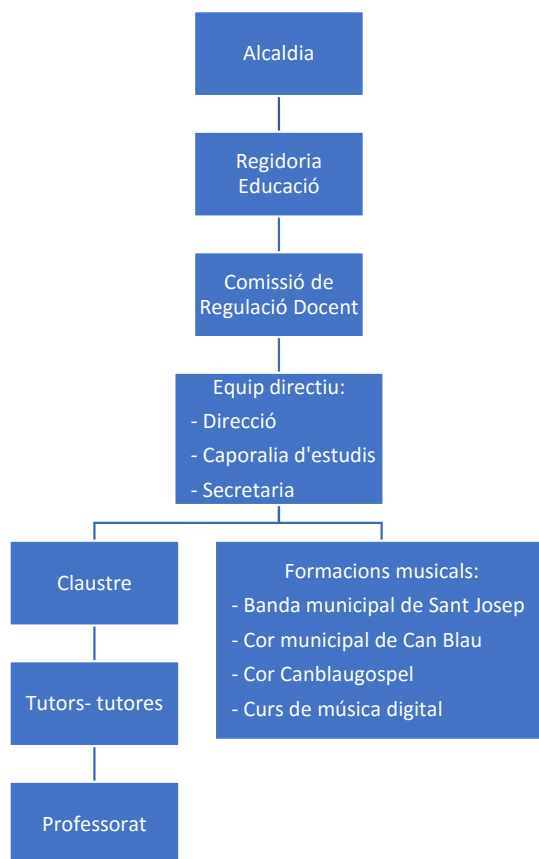 Alcaldia
Regidoria
Educació
Comissió de
Regulació Docent
Equip directiu:
- Direcció
- Caporalia d'estudis
- Secretaria
Claustre
Formacions musicals:
- Banda municipal de Sant Josep
- Cor municipal de Can Blau
- Cor Canblaugospel
- Curs de música digital
Tutors- tutores
Professorat